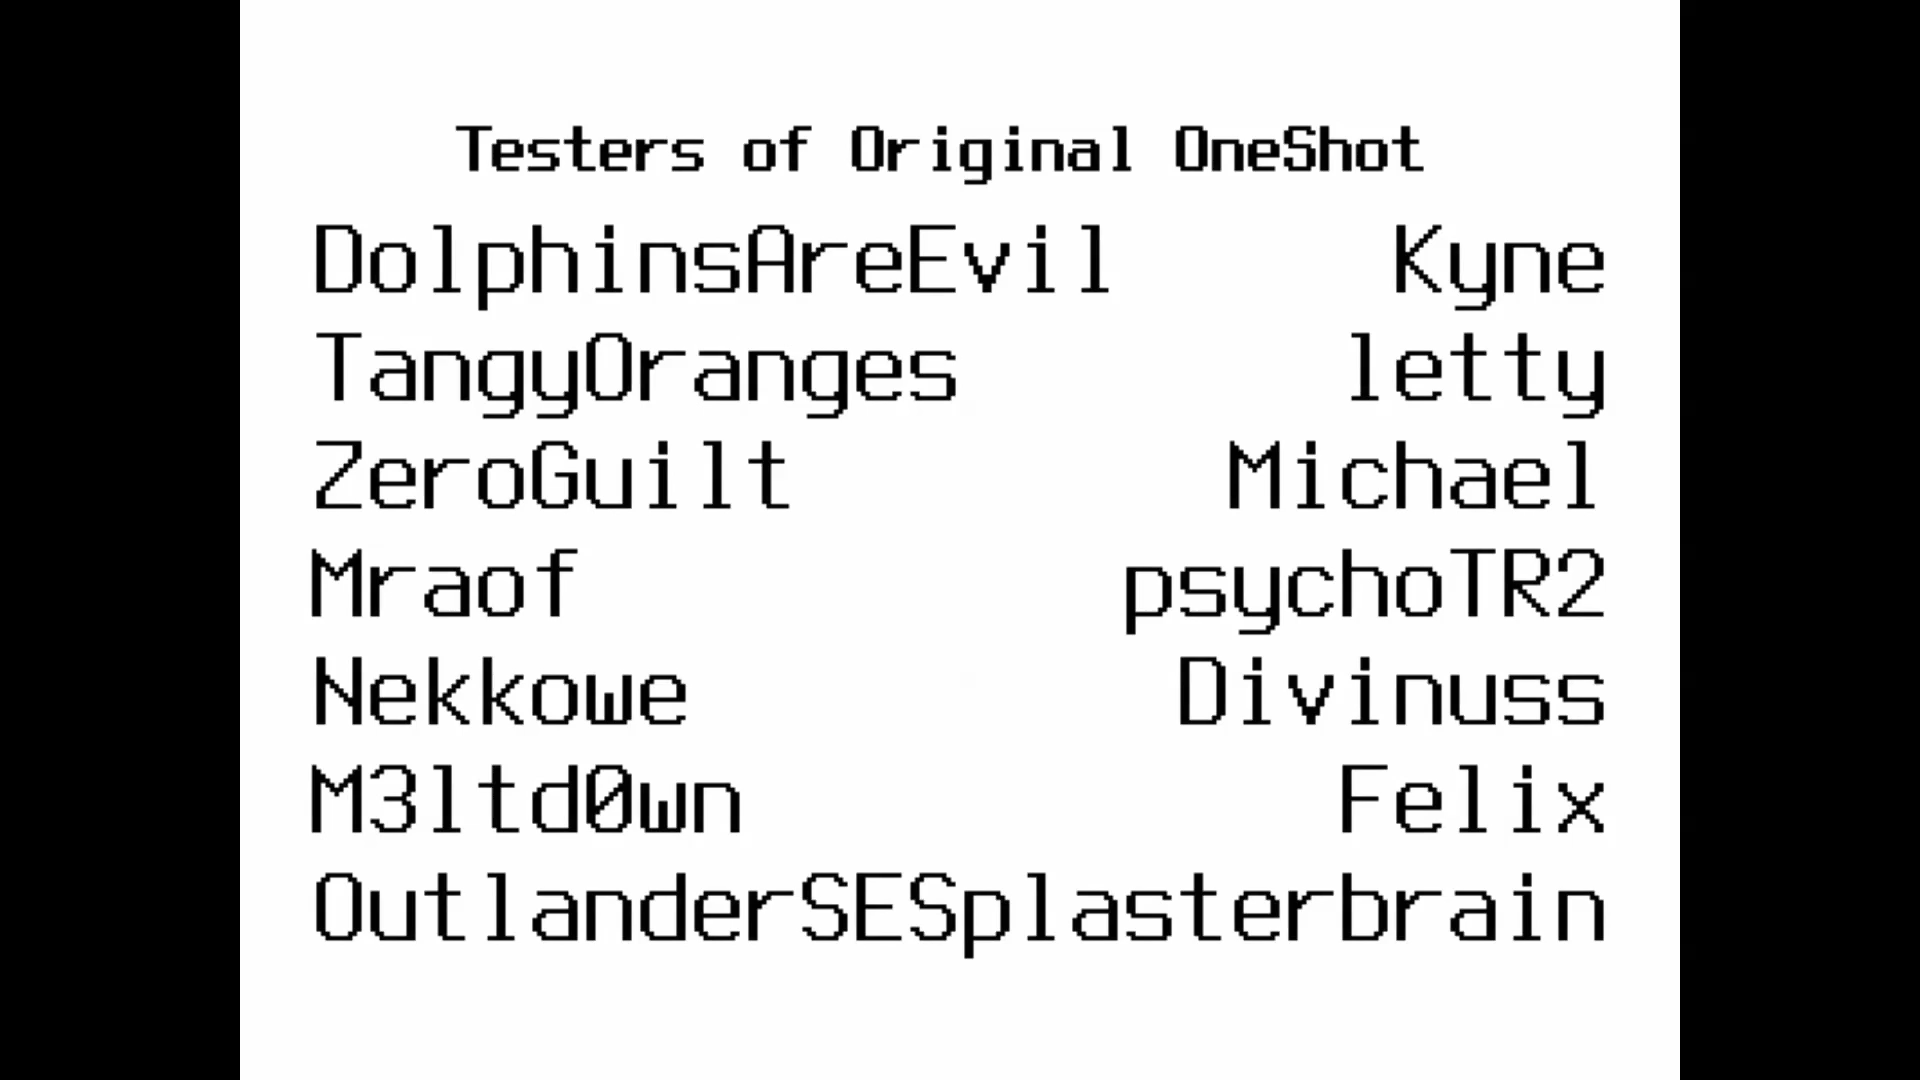 Testers of Original OneShot
DolphinsAreEvil Kyne
TangyOranges letty
ZeroGuilt Michael
Mraof psychoTR2
Nekkowe Divinuss
M3ltd0wn Felix
OutlanderSESplasterbrain